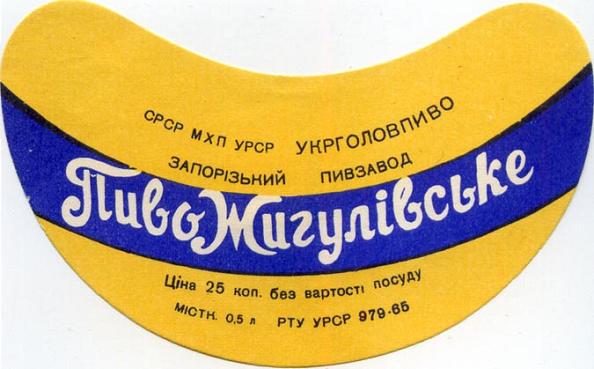 СРСР МХП УРСР УКРГОЛОВПИВО
ЗАПОРІЗЬКИЙ ПИВЗАВОД
Пиво Жигулівське
Ціна 25 коп. без вартості посуду
МІСТК. 0,5 л РТУ УРСР 979-65